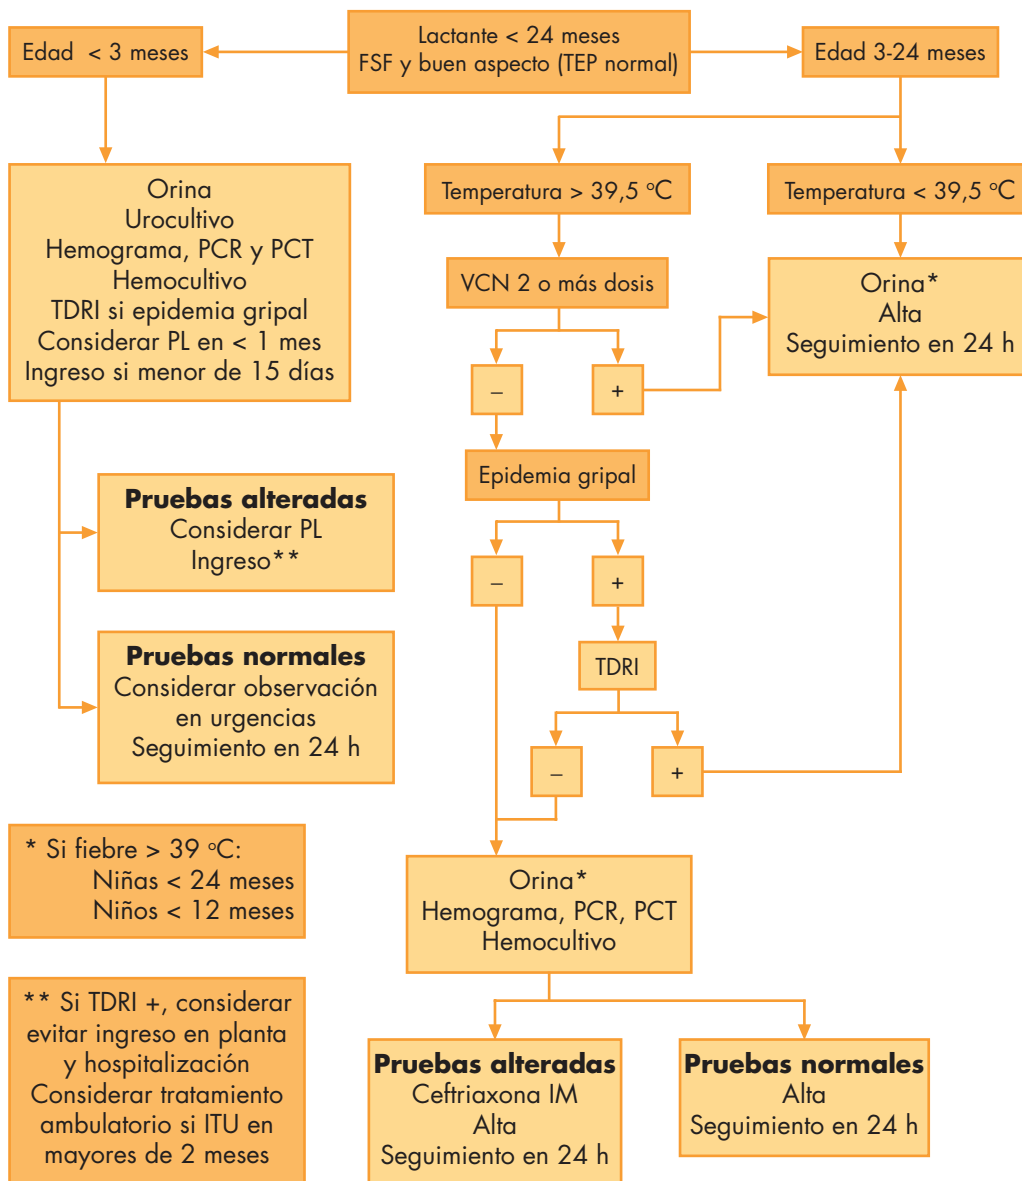 Lactante < 24 meses
FSF y buen aspecto (TEP normal)
Edad < 3 meses
Edad 3-24 meses
Orina
Urocultivo
Hemograma, PCR y PCT
Hemocultivo
TDRI si epidemia gripal
Considerar PL en < 1 mes
Ingreso si menor de 15 días
Pruebas alteradas
Considerar PL
Ingreso**
Pruebas normales
Considerar observación
en urgencias
Seguimiento en 24 h
Temperatura > 39,5 ºC
Temperatura < 39,5 ºC
VCN 2 o más dosis
Orina*
Alta
Seguimiento en 24 h
–
+
Epidemia gripal
–
+
TDRI
–
+
Orina*
Hemograma, PCR, PCT
Hemocultivo
Pruebas alteradas
Ceftriaxona IM
Alta
Seguimiento en 24 h
Pruebas normales
Alta
Seguimiento en 24 h
* Si fiebre > 39 ºC:
Niñas < 24 meses
Niños < 12 meses
** Si TDRI +, considerar
evitar ingreso en planta
y hospitalización
Considerar tratamiento
ambulatorio si ITU en
mayores de 2 meses